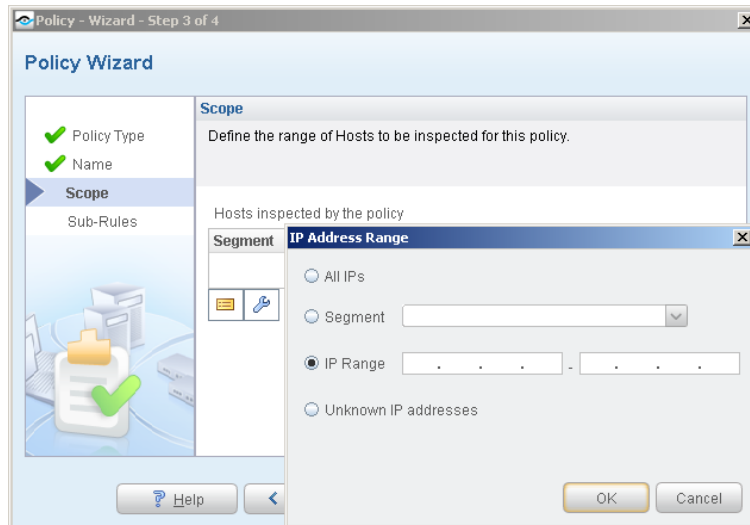 Policy - Wizard - Step 3 of 4
Policy Wizard
Policy Type
Name
Scope
Sub-Rules
Scope
Define the range of Hosts to be inspected for this policy.
Hosts inspected by the policy
Segment
IP Address Range
All IPs
Segment
IP Range . . . - . . .
Unknown IP addresses
Help
OK Cancel